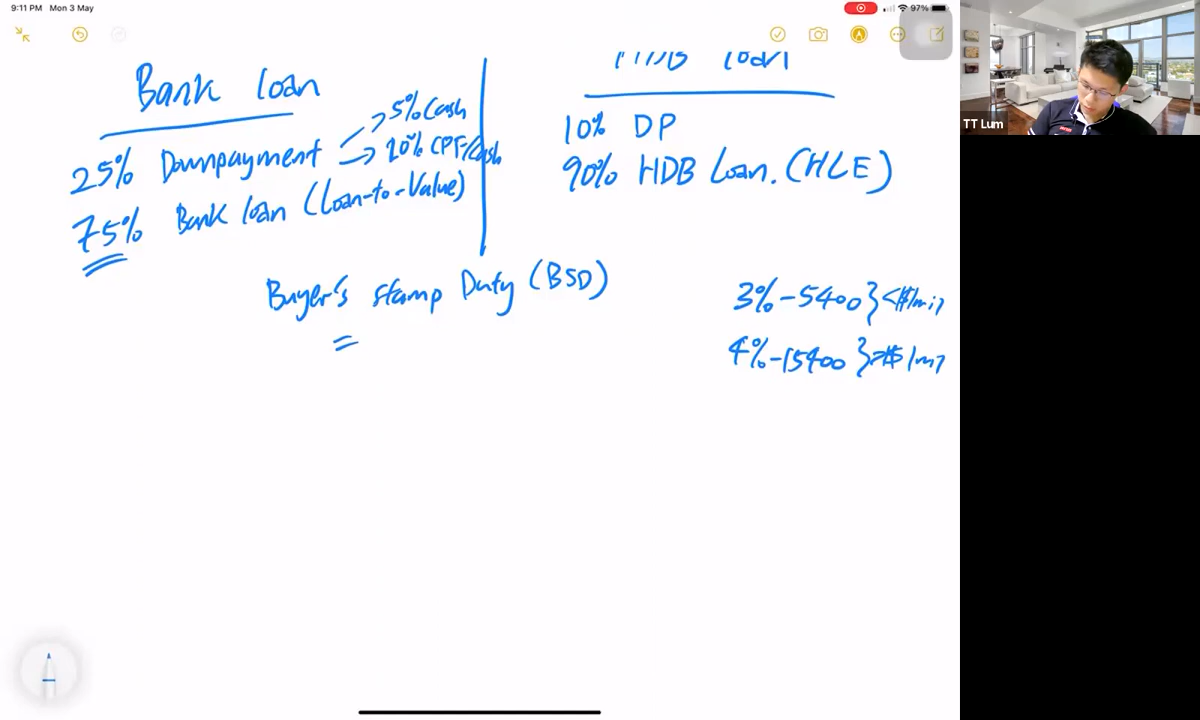 9:11 PM Mon 3 May
97%
Bank loan
25% Downpayment
5% Cash
20% CPF/Cash
75% Bank loan (Loan-to-Value)
loan
10% DP
90% HDB Loan. (HLE)
Buyer's Stamp Duty (BSD)
3%-5400}<$1mil
4%-15400}>$1mil
TT Lum